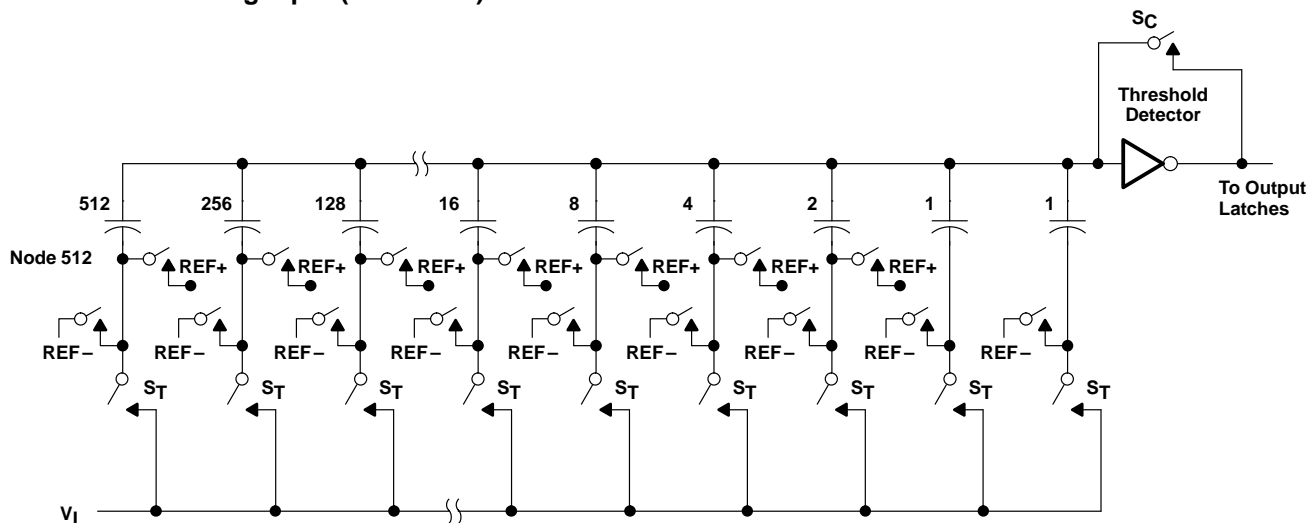 SC
Threshold
Detector
To Output
Latches
512 256 128 16 8 4 2 1 1
Node 512
REF+ REF+ REF+ REF+ REF+ REF+ REF+
REF− REF− REF− REF− REF− REF− REF− REF− REF−
ST ST ST ST ST ST ST ST ST
VI